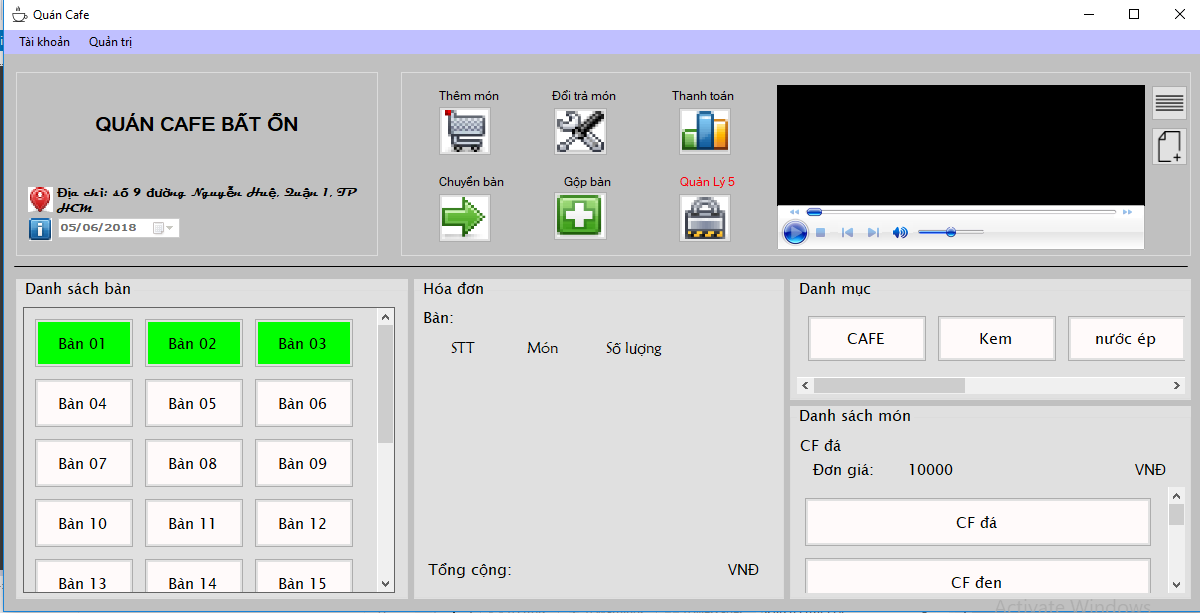 Quán Cafe
Tài khoản Quản trị
QUÁN CAFE BẤT ỔN
Địa chỉ: số 9 đường Nguyễn Huệ, Quận 1, TP
HCM
05/06/2018
Thêm món Đổi trả món Thanh toán
Chuyển bàn Gộp bàn Quản Lý 5
Danh sách bàn
Bàn 01 Bàn 02 Bàn 03
Bàn 04 Bàn 05 Bàn 06
Bàn 07 Bàn 08 Bàn 09
Bàn 10 Bàn 11 Bàn 12
Bàn 13 Bàn 14 Bàn 15
Hóa đơn
Bàn:
STT Món Số lượng
Tổng cộng: VNĐ
Danh mục
CAFE Kem nước ép
Danh sách món
CF đá
Đơn giá: 10000 VNĐ
CF đá
CF đen
Activate Windows